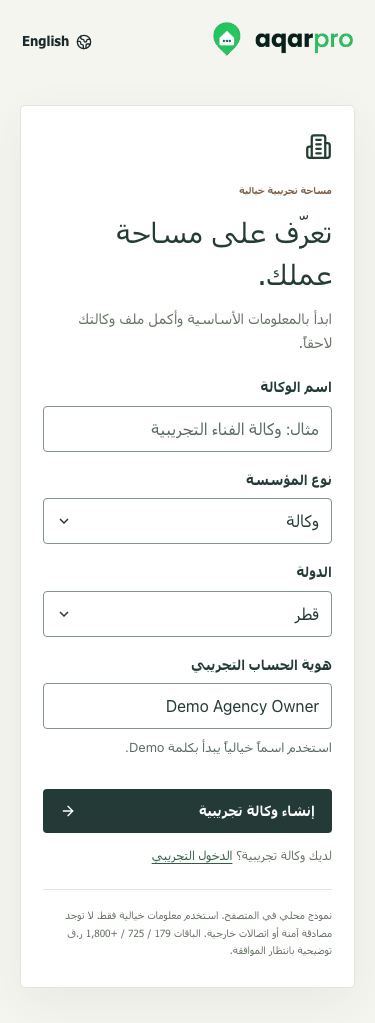 aqarpro
English
مساحة تجريبية خيالية
تعرّف على مساحة
عملك.
ابدأ بالمعلومات الأساسية وأكمل ملف وكالتك
لاحقاً.
اسم الوكالة
مثال: وكالة الفناء التجريبية
نوع المؤسسة
وكالة
الدولة
قطر
هوية الحساب التجريبي
Demo Agency Owner
استخدم اسماً خيالياً يبدأ بكلمة Demo.
إنشاء وكالة تجريبية
لديك وكالة تجريبية؟ الدخول التجريبي
نموذج محلي في المتصفح. استخدم معلومات خيالية فقط. لا توجد
مصادقة آمنة أو اتصالات خارجية. الباقات 179 / 725 / +1,800 ر.ق
توضيحية بانتظار الموافقة.